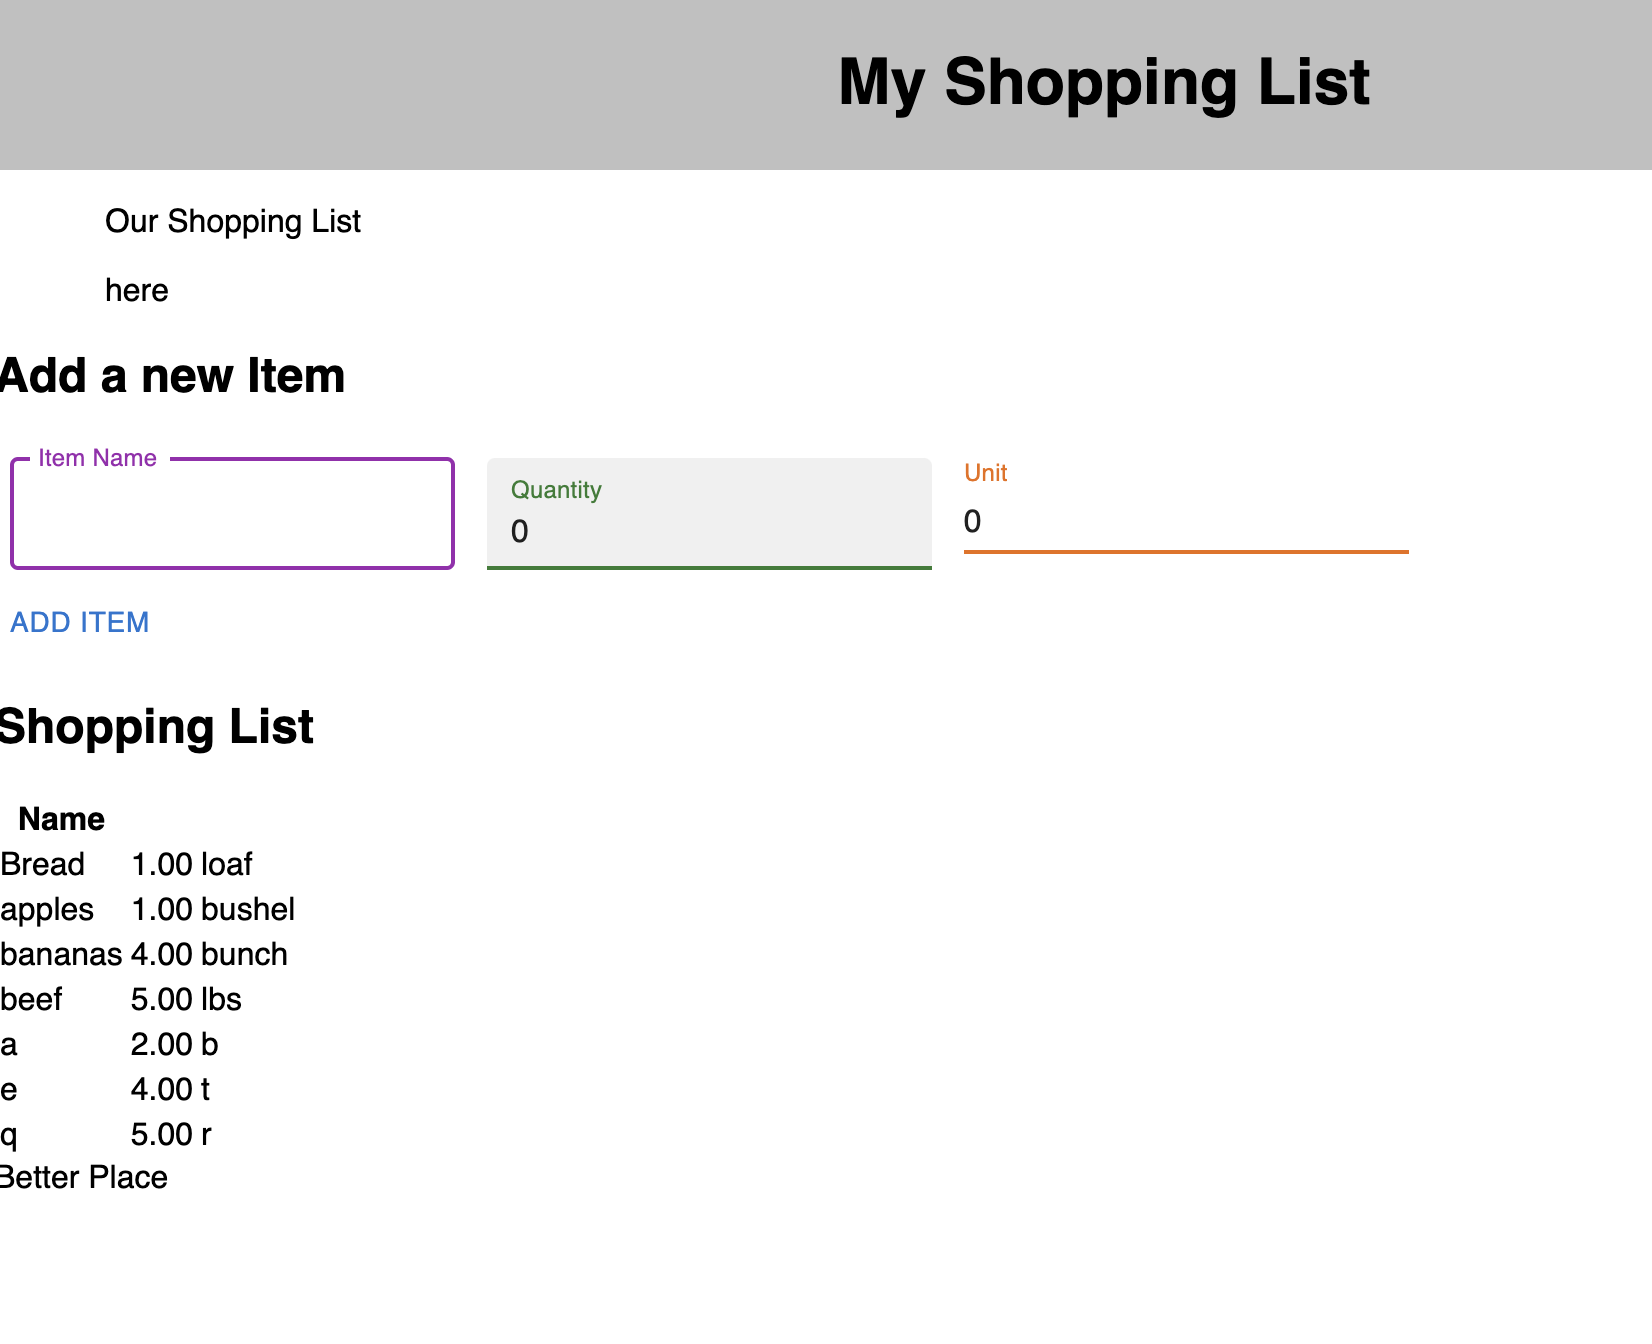 My Shopping List
Our Shopping List
here
Add a new Item
Item Name
Quantity
0
Unit
0
ADD ITEM
Shopping List
Name
Bread 1.00 loaf
apples 1.00 bushel
bananas 4.00 bunch
beef 5.00 lbs
a 2.00 b
e 4.00 t
q 5.00 r
Better Place